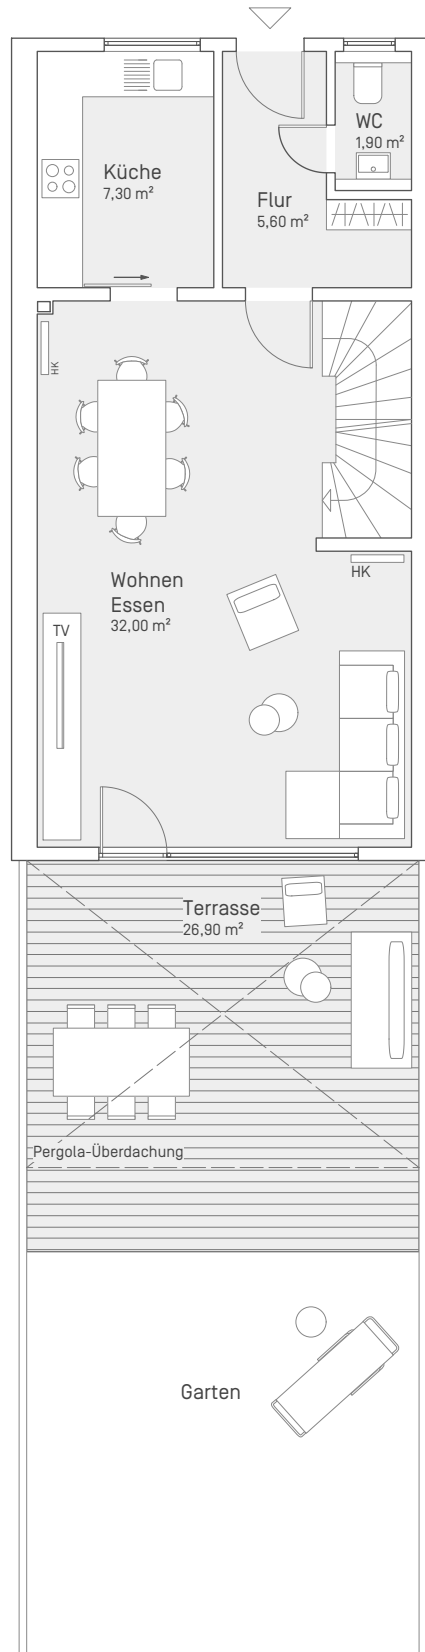 WC
1,90 m²
Küche
7,30 m²
Flur
5,60 m²
HK
Wohnen
Essen
32,00 m²
HK
TV
Terrasse
26,90 m²
Pergola-Überdachung
Garten